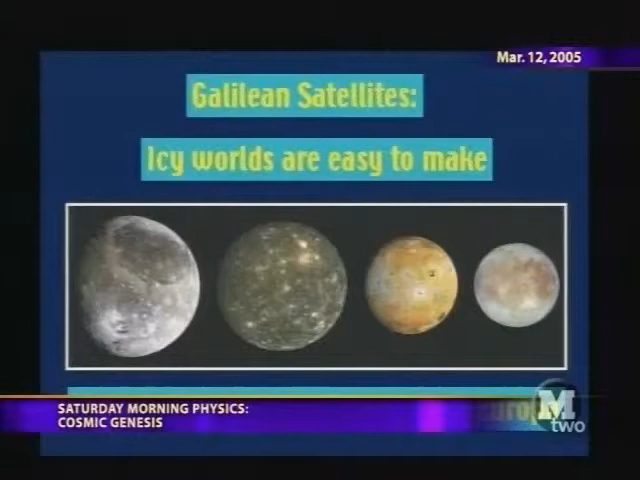 Mar. 12, 2005
Galilean Satellites:
Icy worlds are easy to make
SATURDAY MORNING PHYSICS:
COSMIC GENESIS
M
two